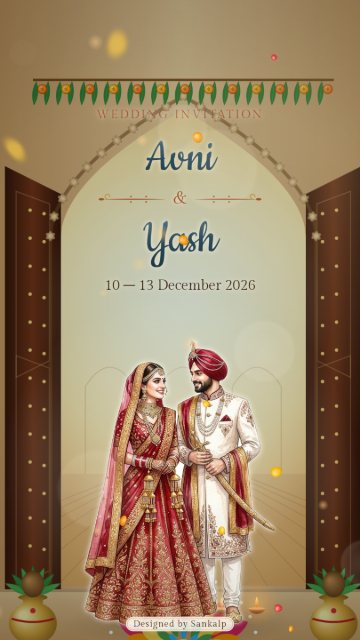 WEDDING INVITATION
Avni
&
Yash
10 — 13 December 2026
Designed by Sankalp